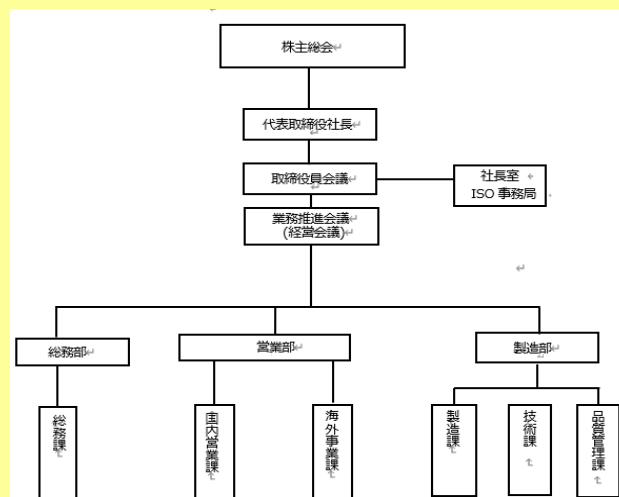 株主総会
代表取締役社長
取締役員会議
社長室
ISO 事務局
業務推進会議
(経営会議)
総務部
営業部
製造部
総務課
国内営業課
海外事業課
製造課
技術課
品質管理課